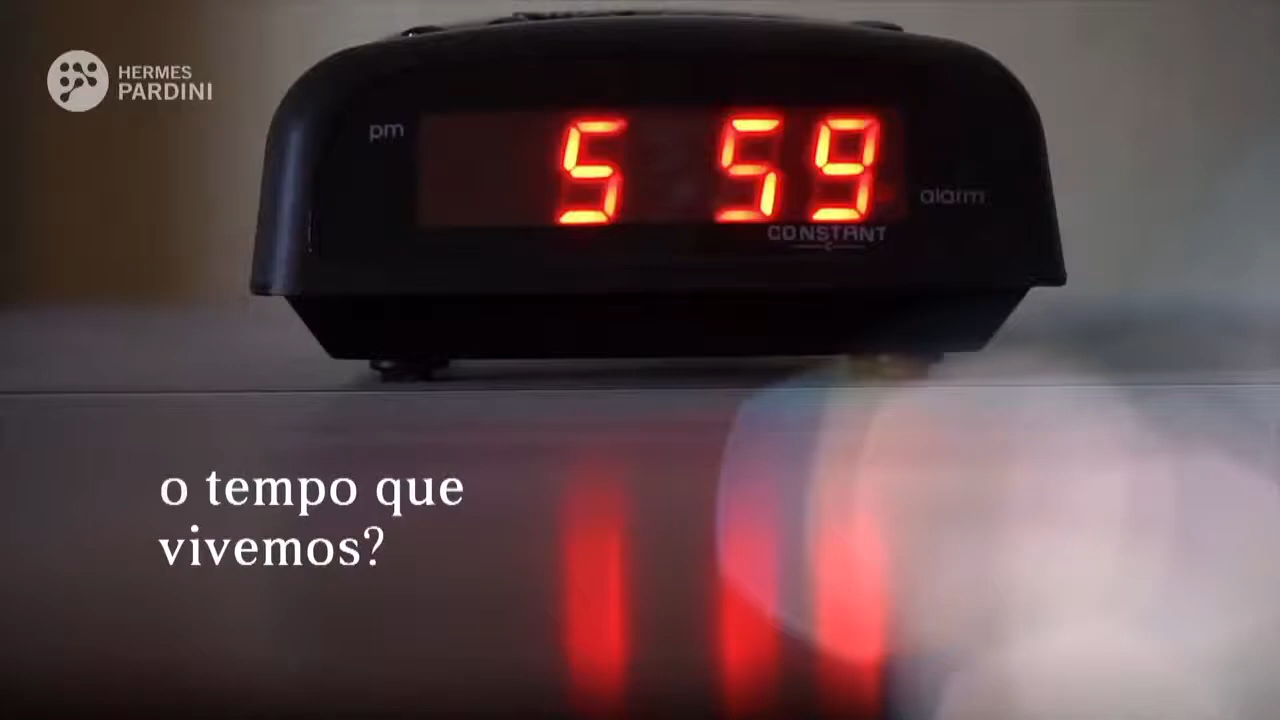 HERMES
PARDINI
pm
5 59
alarm
CONSTANT
o tempo que
vivemos?